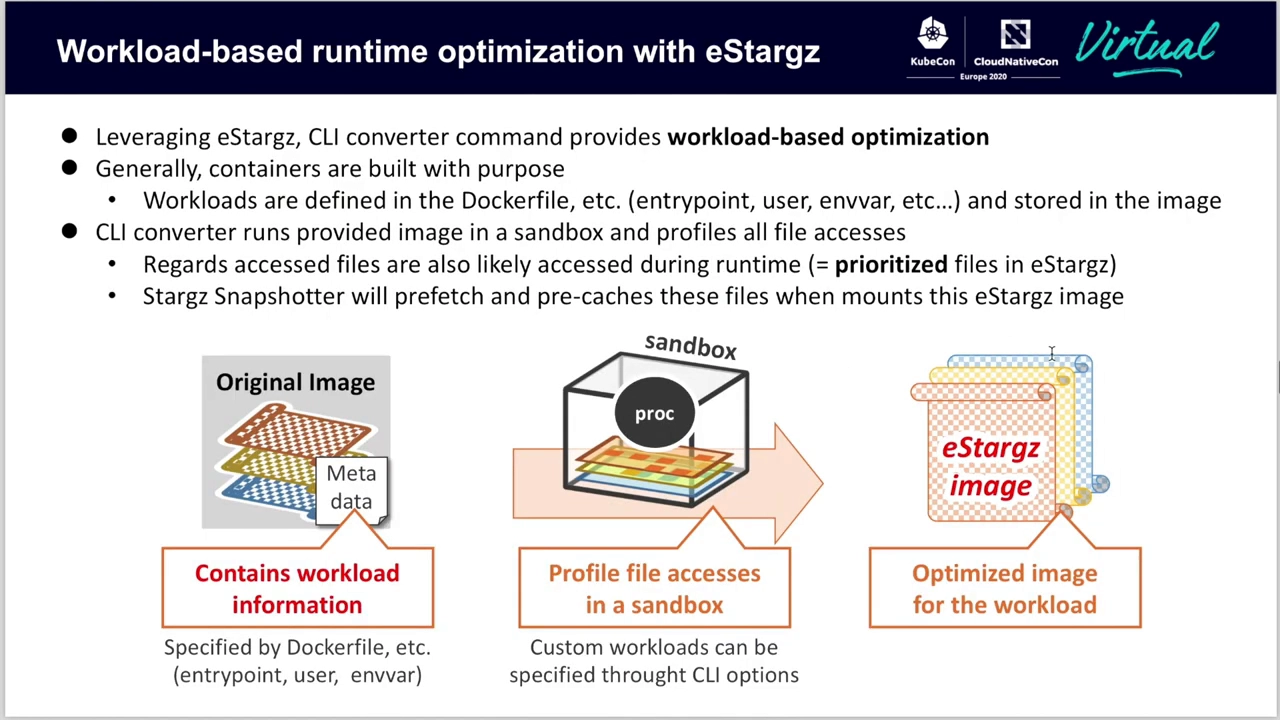 Workload-based runtime optimization with eStargz
KubeCon
CloudNativeCon
Europe 2020
Virtual
● Leveraging eStargz, CLI converter command provides workload-based optimization
● Generally, containers are built with purpose
• Workloads are defined in the Dockerfile, etc. (entrypoint, user, envvar, etc...) and stored in the image
● CLI converter runs provided image in a sandbox and profiles all file accesses
• Regards accessed files are also likely accessed during runtime (= prioritized files in eStargz)
• Stargz Snapshotter will prefetch and pre-caches these files when mounts this eStargz image
Original Image
Meta
data
Contains workload
information
Specified by Dockerfile, etc.
(entrypoint, user, envvar)
sandbox
proc
Profile file accesses
in a sandbox
Custom workloads can be
specified throught CLI options
eStargz
image
Optimized image
for the workload